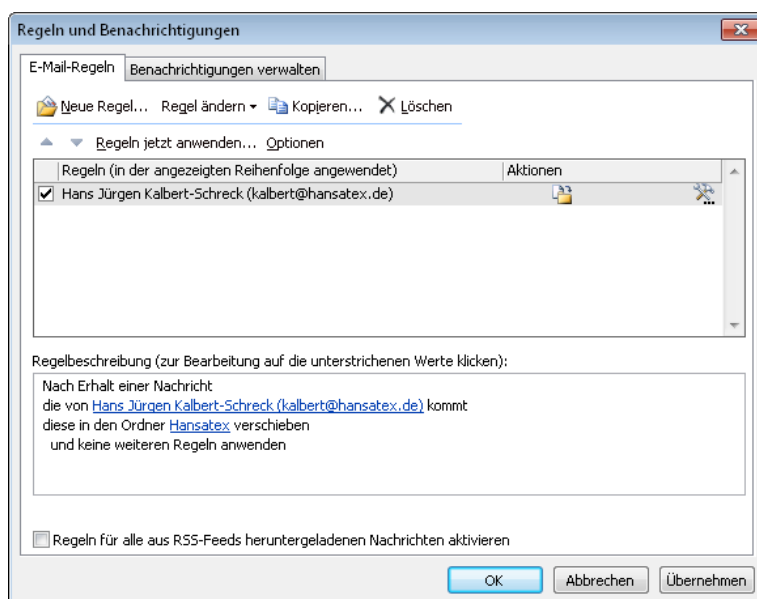 Regeln und Benachrichtigungen
E-Mail-Regeln Benachrichtigungen verwalten
Neue Regel... Regel ändern Kopieren... Löschen
Regeln jetzt anwenden... Optionen
Regeln (in der angezeigten Reihenfolge angewendet) Aktionen
Hans Jürgen Kalbert-Schreck (kalbert@hansatex.de)
Regelbeschreibung (zur Bearbeitung auf die unterstrichenen Werte klicken):
Nach Erhalt einer Nachricht
die von Hans Jürgen Kalbert-Schreck (kalbert@hansatex.de) kommt
diese in den Ordner Hansatex verschieben
und keine weiteren Regeln anwenden
Regeln für alle aus RSS-Feeds heruntergeladenen Nachrichten aktivieren
OK Abbrechen Übernehmen